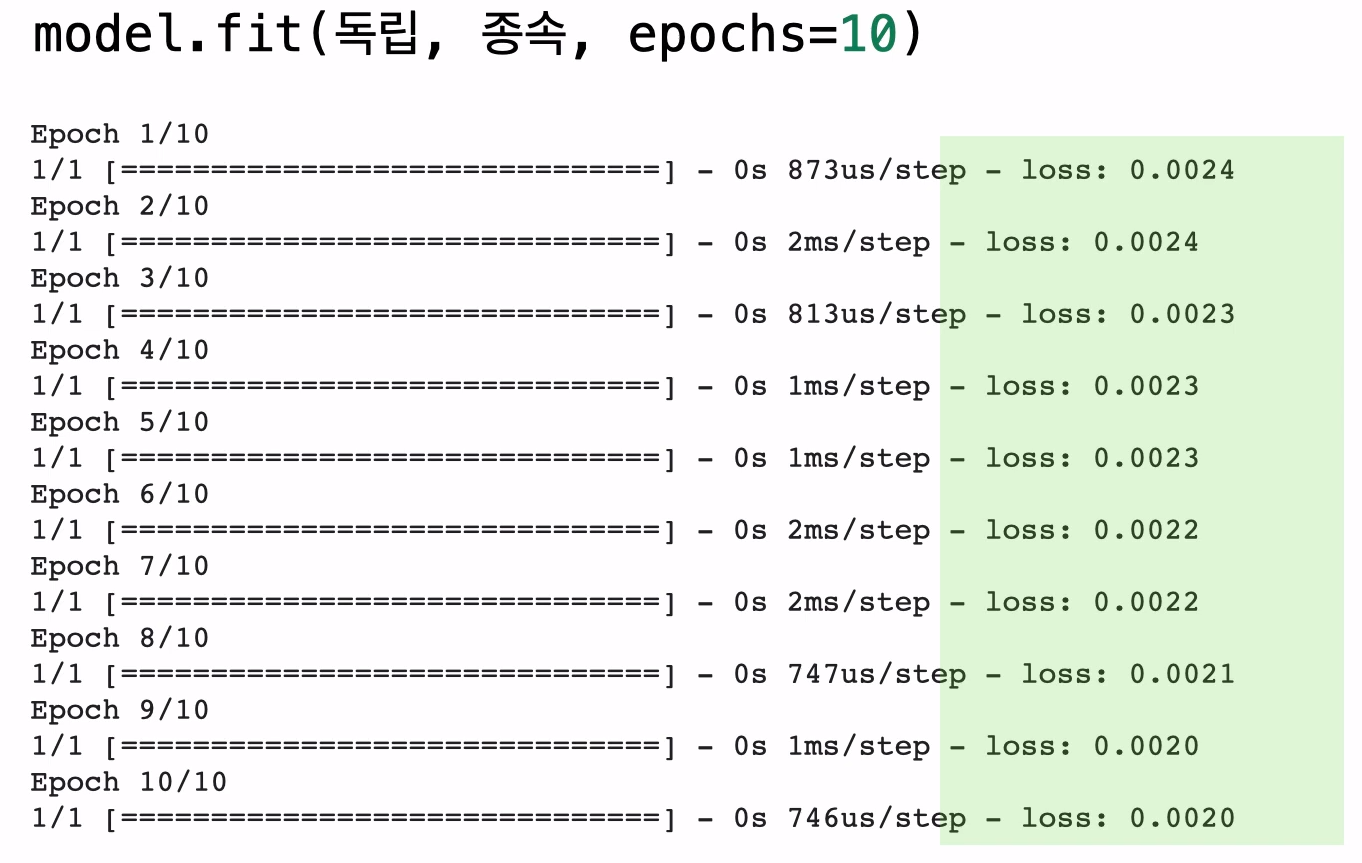 model.fit(독립, 종속, epochs=10)
Epoch 1/10
1/1 [==============================] - 0s 873us/step - loss: 0.0024
Epoch 2/10
1/1 [==============================] - 0s 2ms/step - loss: 0.0024
Epoch 3/10
1/1 [==============================] - 0s 813us/step - loss: 0.0023
Epoch 4/10
1/1 [==============================] - 0s 1ms/step - loss: 0.0023
Epoch 5/10
1/1 [==============================] - 0s 1ms/step - loss: 0.0023
Epoch 6/10
1/1 [==============================] - 0s 2ms/step - loss: 0.0022
Epoch 7/10
1/1 [==============================] - 0s 2ms/step - loss: 0.0022
Epoch 8/10
1/1 [==============================] - 0s 747us/step - loss: 0.0021
Epoch 9/10
1/1 [==============================] - 0s 1ms/step - loss: 0.0020
Epoch 10/10
1/1 [==============================] - 0s 746us/step - loss: 0.0020